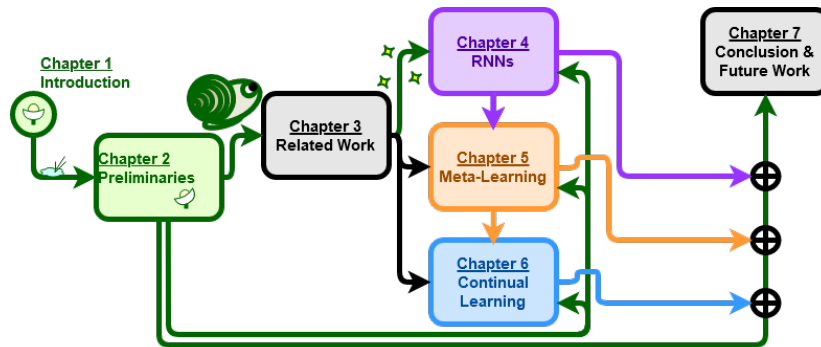 Chapter 1
Introduction
Chapter 2
Preliminaries
Chapter 3
Related Work
Chapter 4
RNNs
Chapter 5
Meta-Learning
Chapter 6
Continual
Learning
Chapter 7
Conclusion &
Future Work